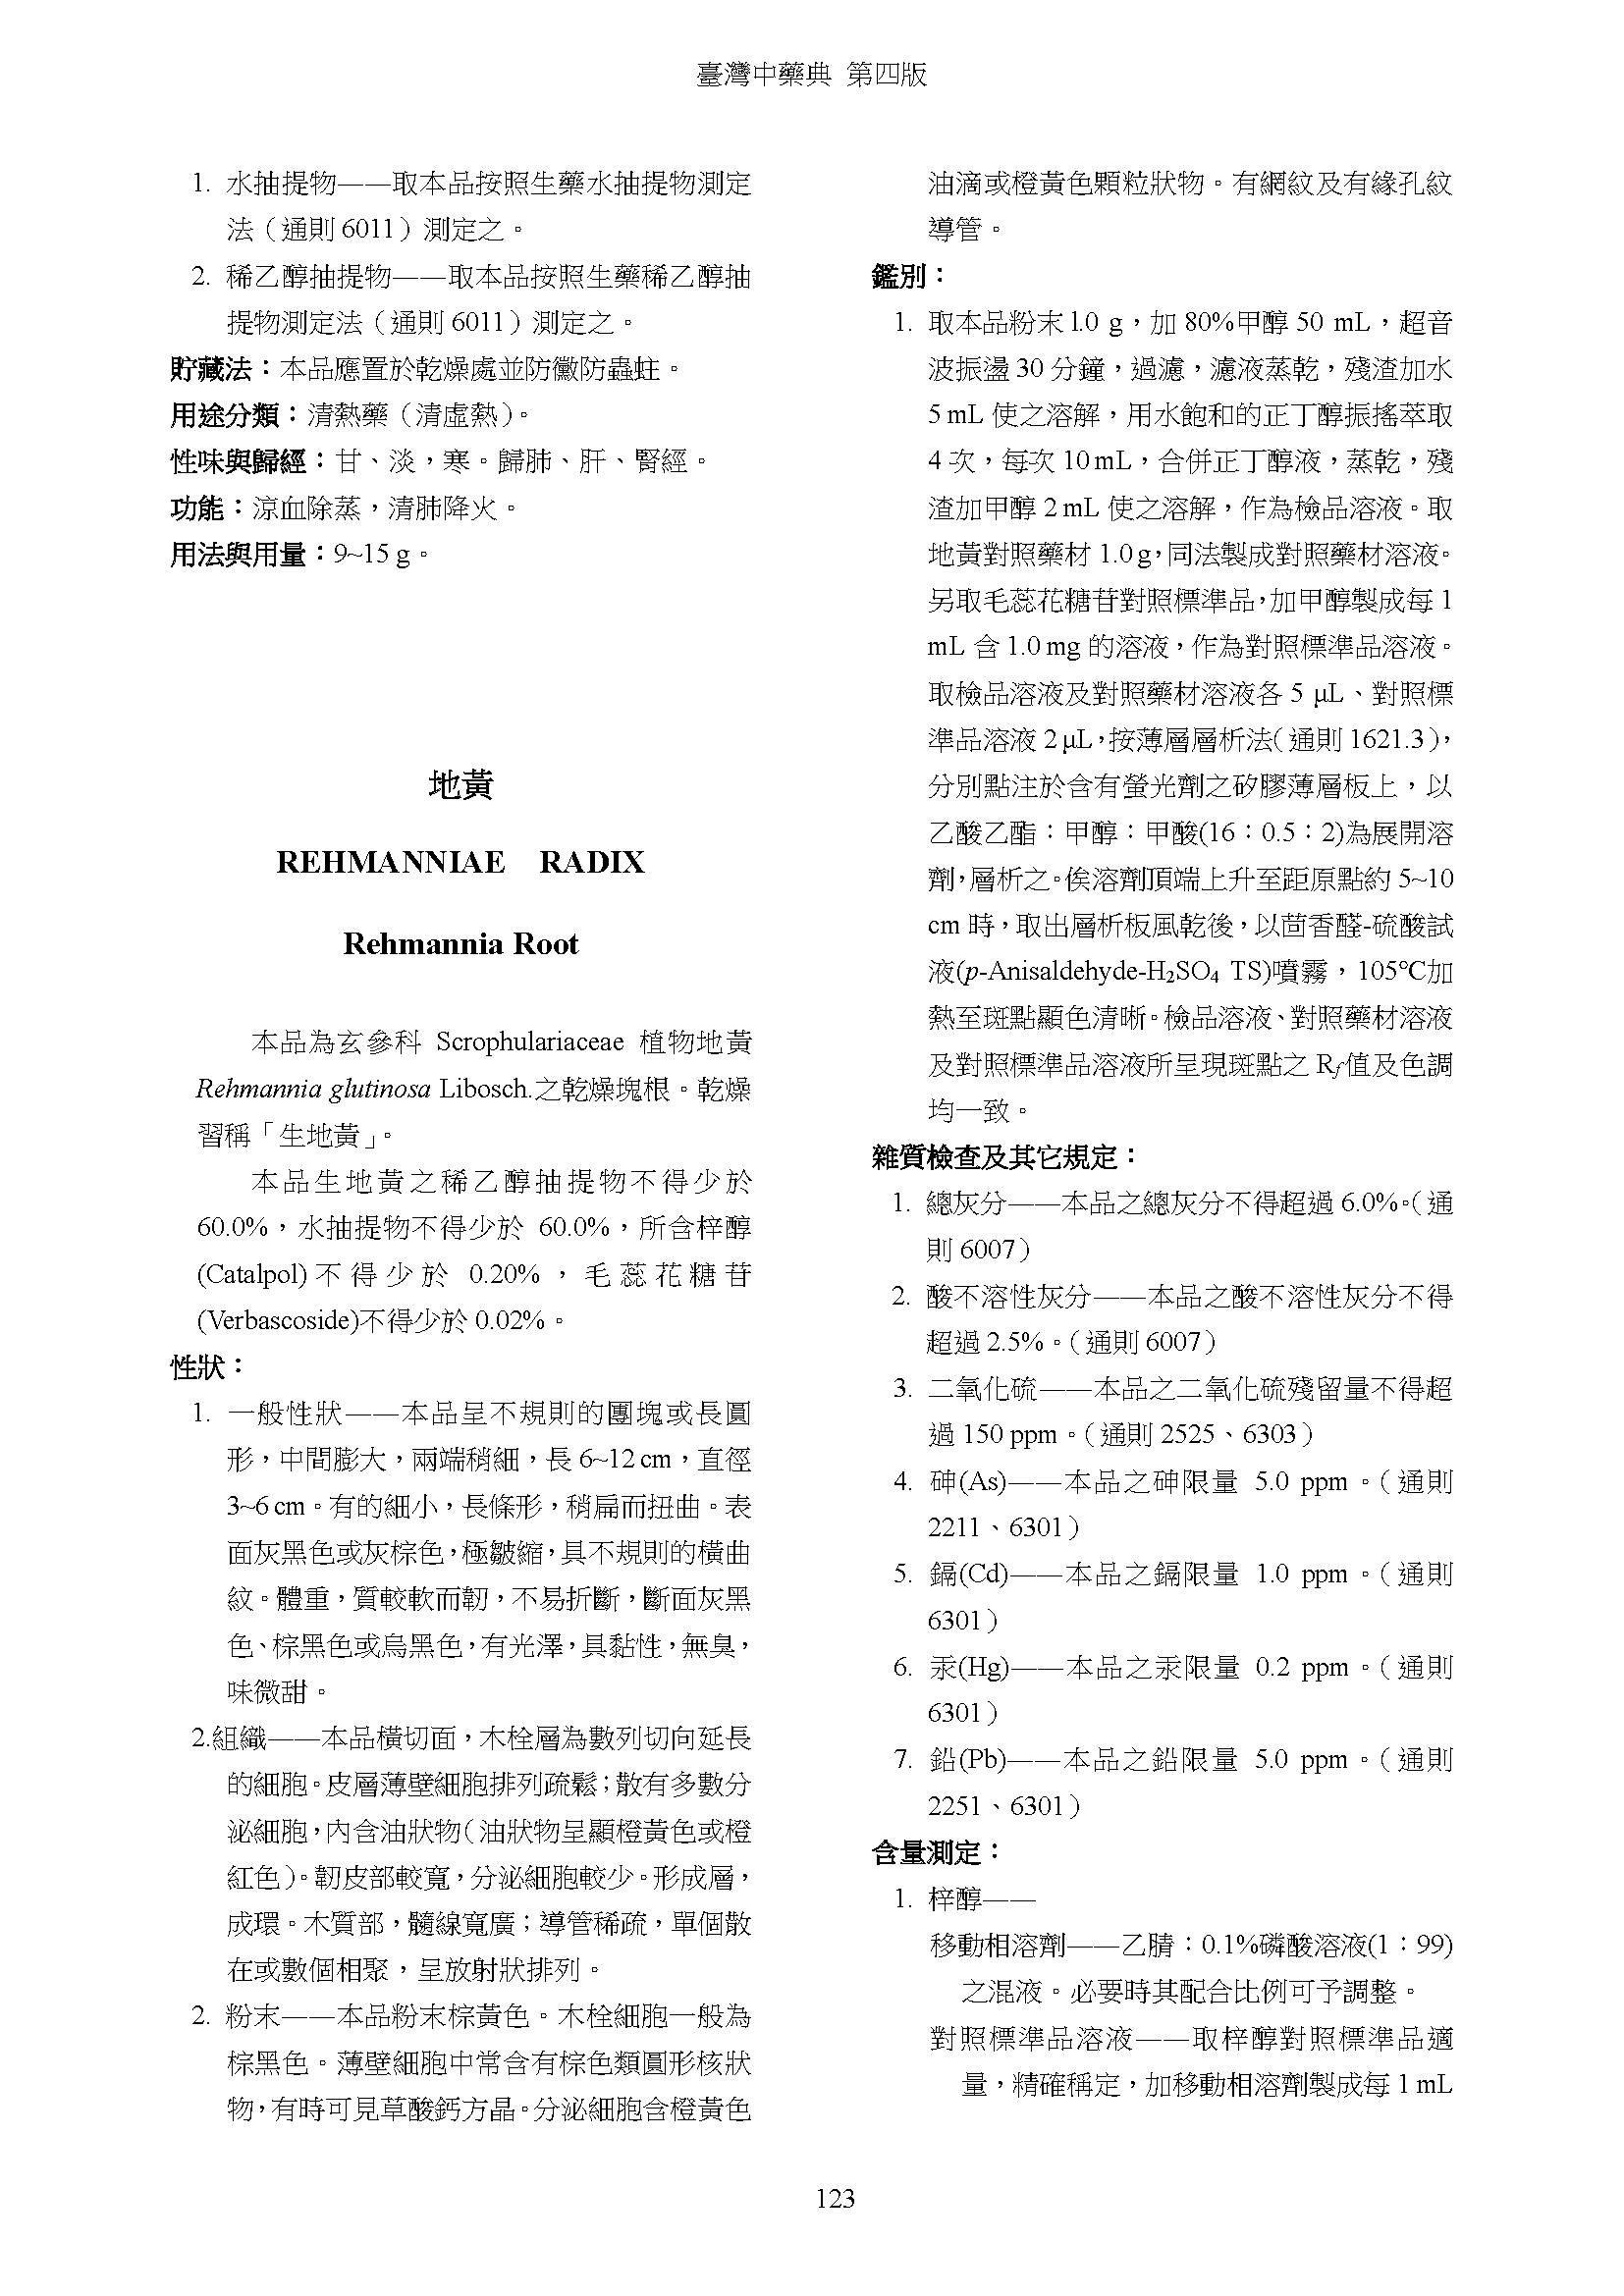 臺灣中藥典 第四版
1. 水抽提物——取本品按照生藥水抽提物測定
法（通則 6011）測定之。
2. 稀乙醇抽提物——取本品按照生藥稀乙醇抽
提物測定法（通則 6011）測定之。
貯藏法：本品應置於乾燥處並防黴防蟲蛀。
用途分類：清熱藥（清虛熱）。
性味與歸經：甘、淡，寒。歸肺、肝、腎經。
功能：涼血除蒸，清肺降火。
用法與用量：9~15 g。
地黃
REHMANNIAE RADIX
Rehmannia Root
本品為玄參科 Scrophulariaceae 植物地黃
Rehmannia glutinosa Libosch.之乾燥塊根。乾燥
習稱「生地黃」。
本品生地黃之稀乙醇抽提物不得少於
60.0%，水抽提物不得少於 60.0%，所含梓醇
(Catalpol)不得少於 0.20%，毛蕊花糖苷
(Verbascoside)不得少於 0.02%。
性狀：
1. 一般性狀——本品呈不規則的團塊或長圓
形，中間膨大，兩端稍細，長 6~12 cm，直徑
3~6 cm。有的細小，長條形，稍扁而扭曲。表
面灰黑色或灰棕色，極皺縮，具不規則的橫曲
紋。體重，質較軟而韌，不易折斷，斷面灰黑
色、棕黑色或烏黑色，有光澤，具黏性，無臭，
味微甜。
2.組織——本品橫切面，木栓層為數列切向延長
的細胞。皮層薄壁細胞排列疏鬆；散有多數分
泌細胞，內含油狀物（油狀物呈顯橙黃色或橙
紅色）。韌皮部較寬，分泌細胞較少。形成層，
成環。木質部，髓線寬廣；導管稀疏，單個散
在或數個相聚，呈放射狀排列。
2. 粉末——本品粉末棕黃色。木栓細胞一般為
棕黑色。薄壁細胞中常含有棕色類圓形核狀
物，有時可見草酸鈣方晶。分泌細胞含橙黃色
油滴或橙黃色顆粒狀物。有網紋及有緣孔紋
導管。
鑑別：
1. 取本品粉末 1.0 g，加 80%甲醇 50 mL，超音
波振盪 30 分鐘，過濾，濾液蒸乾，殘渣加水
5 mL 使之溶解，用水飽和的正丁醇振搖萃取
4 次，每次 10 mL，合併正丁醇液，蒸乾，殘
渣加甲醇 2 mL 使之溶解，作為檢品溶液。取
地黃對照藥材 1.0 g，同法製成對照藥材溶液。
另取毛蕊花糖苷對照標準品，加甲醇製成每 1
mL 含 1.0 mg 的溶液，作為對照標準品溶液。
取檢品溶液及對照藥材溶液各 5 μL、對照標
準品溶液 2 μL，按薄層層析法（通則 1621.3），
分別點注於含有螢光劑之矽膠薄層板上，以
乙酸乙酯：甲醇：甲酸(16：0.5：2)為展開溶
劑，層析之。俟溶劑頂端上升至距原點約 5~10
cm 時，取出層析板風乾後，以茴香醛-硫酸試
液(p-Anisaldehyde-H₂SO₄ TS)噴霧，105℃加
熱至斑點顯色清晰。檢品溶液、對照藥材溶液
及對照標準品溶液所呈現斑點之 Rf值及色調
均一致。
雜質檢查及其它規定：
1. 總灰分——本品之總灰分不得超過 6.0%。（通
則 6007）
2. 酸不溶性灰分——本品之酸不溶性灰分不得
超過 2.5%。（通則 6007）
3. 二氧化硫——本品之二氧化硫殘留量不得超
過 150 ppm。（通則 2525、6303）
4. 砷(As)——本品之砷限量 5.0 ppm。（通則
2211、6301）
5. 鎘(Cd)——本品之鎘限量 1.0 ppm。（通則
6301）
6. 汞(Hg)——本品之汞限量 0.2 ppm。（通則
6301）
7. 鉛(Pb)——本品之鉛限量 5.0 ppm。（通則
2251、6301）
含量測定：
1. 梓醇——
移動相溶劑——乙腈：0.1%磷酸溶液(1：99)
之混液。必要時其配合比例可予調整。
對照標準品溶液——取梓醇對照標準品適
量，精確稱定，加移動相溶劑製成每 1 mL
123